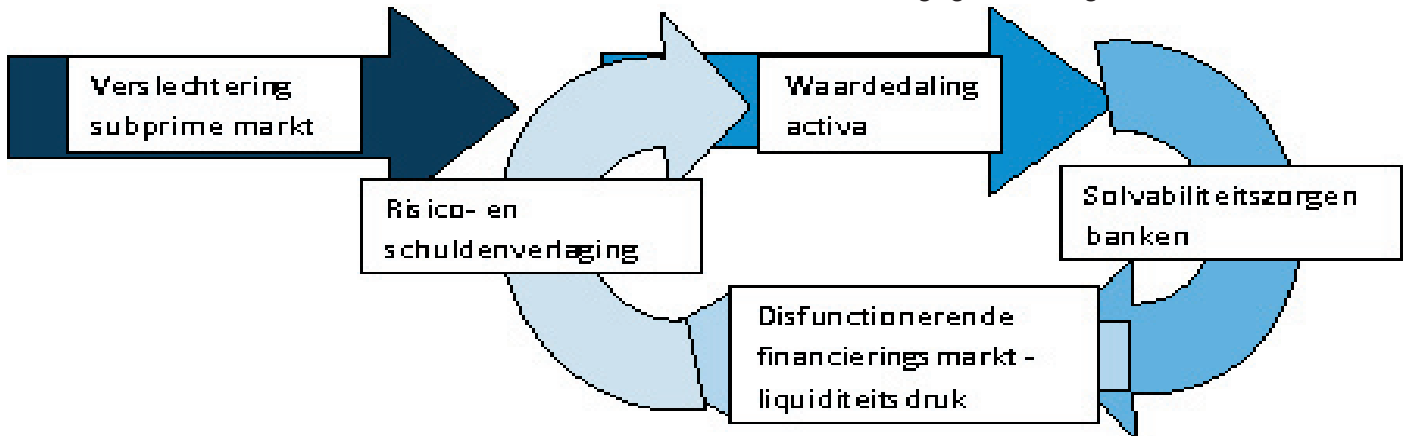 Verslechtering
subprime markt
Waardedaling
activa
Risico- en
schuldenverlaging
Solvabiliteitszorgen
banken
Disfunctionerende
financieringsmarkt -
liquiditeitsdruk